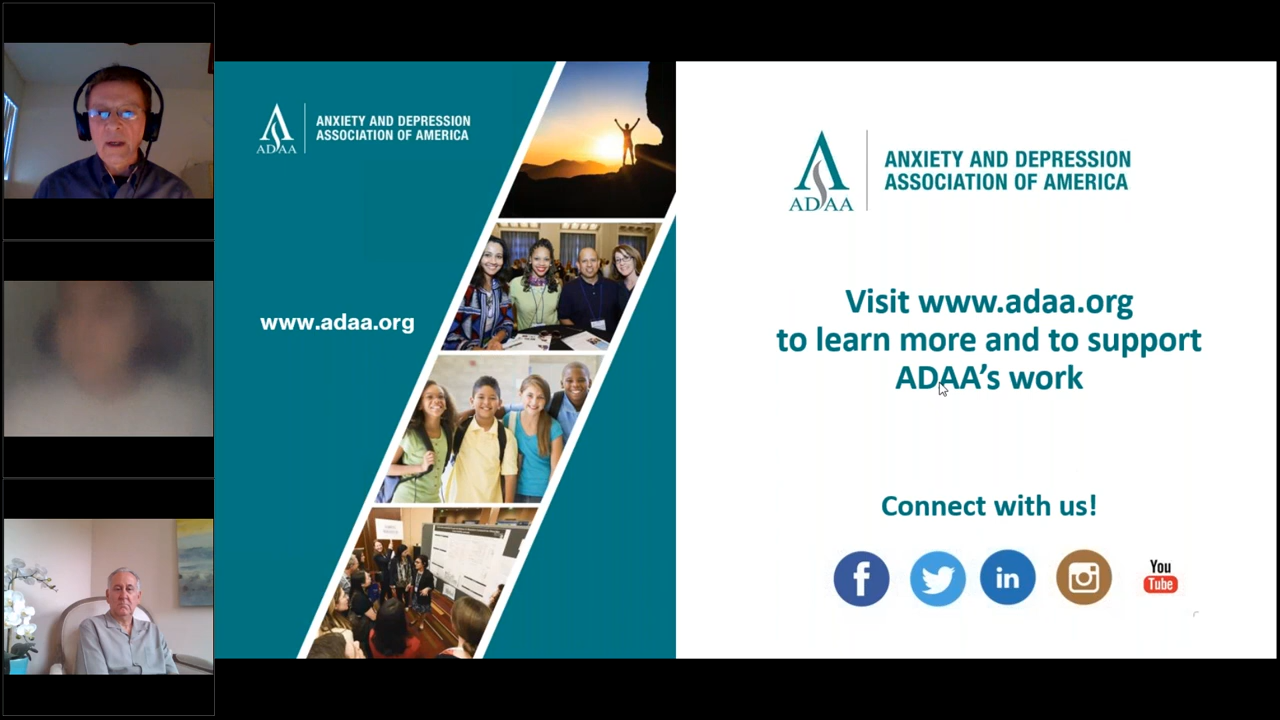 ADAA
ANXIETY AND DEPRESSION
ASSOCIATION OF AMERICA
www.adaa.org
ADAA
ANXIETY AND DEPRESSION
ASSOCIATION OF AMERICA
Visit www.adaa.org
to learn more and to support
ADAA's work
Connect with us!
f
in
You
Tube